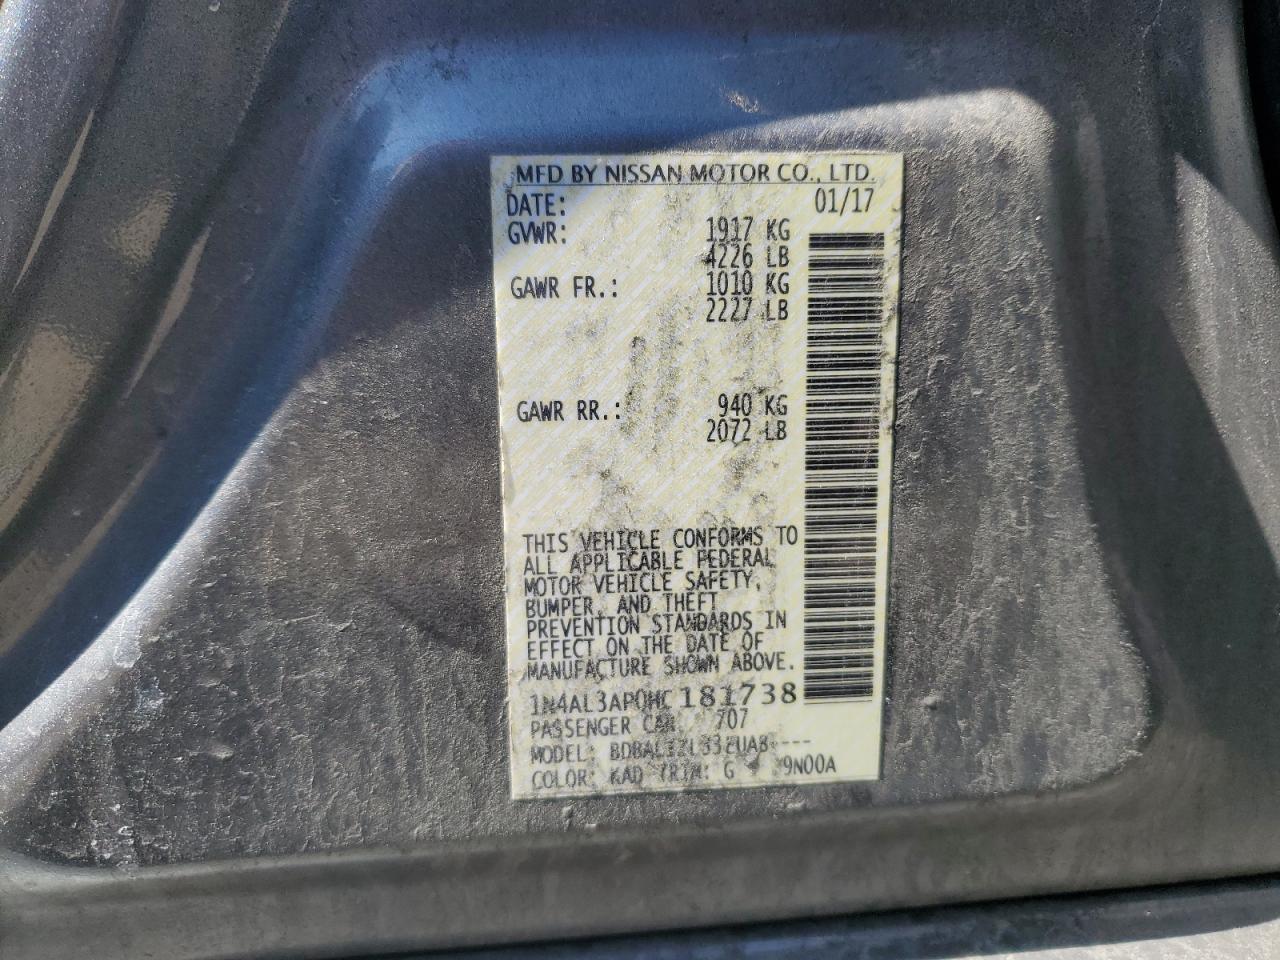 MFD BY NISSAN MOTOR CO., LTD.
DATE: 01/17
GVWR: 1917 KG
4226 LB
GAWR FR.: 1010 KG
2227 LB
GAWR RR.: 940 KG
2072 LB
THIS VEHICLE CONFORMS TO
ALL APPLICABLE FEDERAL
MOTOR VEHICLE SAFETY,
BUMPER, AND THEFT
PREVENTION STANDARDS IN
EFFECT ON THE DATE OF
MANUFACTURE SHOWN ABOVE.
1N4AL3AP0HC181738
PASSENGER CAR 707
MODEL:
COLOR: KAD TRIM: G 9N00A